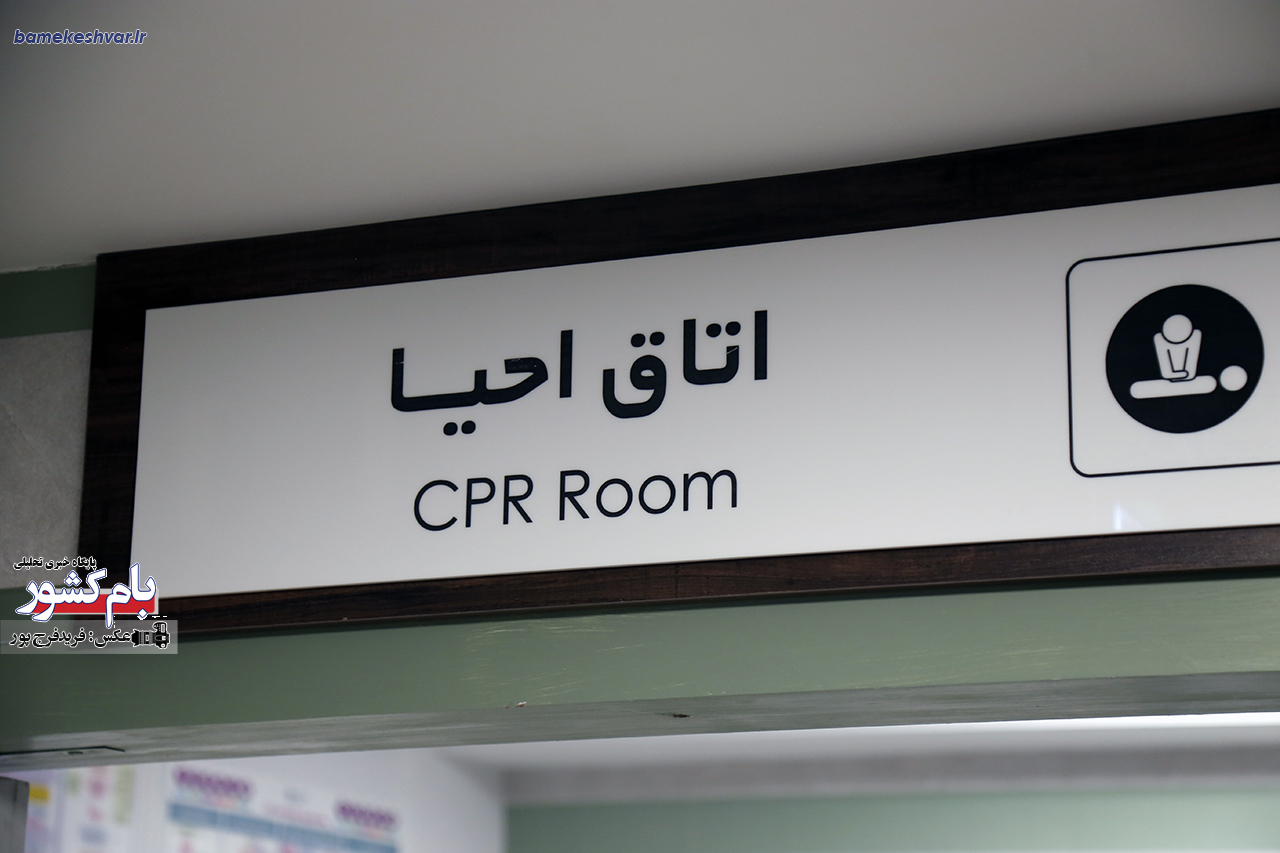 bamekeshvar.Ir
اتاق احیا
CPR Room
پایگاه خبری تحلیلی
بام کشور
عکس : فریدفرج پور